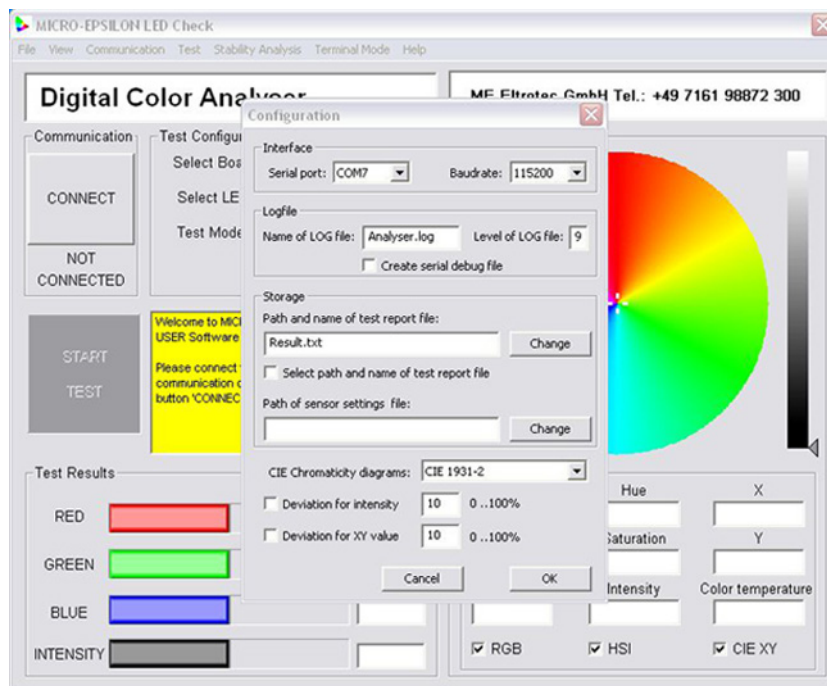 MICRO-EPSILON LED Check
File View Communication Test Stability Analysis Terminal Mode Help
Digital Color Analyser
ME Eltrotec GmbH Tel.: +49 7161 98872 300
Communication
CONNECT
NOT
CONNECTED
Test Configu
Select Boa
Select LE
Test Mode
START
TEST
Welcome to MIC
USER Software
Please connect
communication
button 'CONNEC
Configuration
Interface
Serial port: COM7 Baudrate: 115200
Logfile
Name of LOG file: Analyser.log Level of LOG file: 9
Create serial debug file
Storage
Path and name of test report file:
Result.txt Change
Select path and name of test report file
Path of sensor settings file:
Change
CIE Chromaticity diagrams: CIE 1931-2
Deviation for intensity 10 0 ..100%
Deviation for XY value 10 0 ..100%
Cancel OK
Test Results
RED
GREEN
BLUE
INTENSITY
Hue X
Saturation Y
Intensity Color temperature
RGB HSI CIE XY